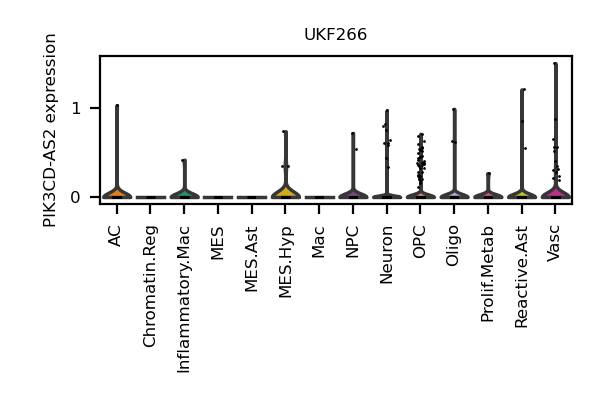 UKF266
PIK3CD-AS2 expression
1
0
AC
Chromatin.Reg
Inflammatory.Mac
MES
MES.Ast
MES.Hyp
Mac
NPC
Neuron
OPC
Oligo
Prolif.Metab
Reactive.Ast
Vasc